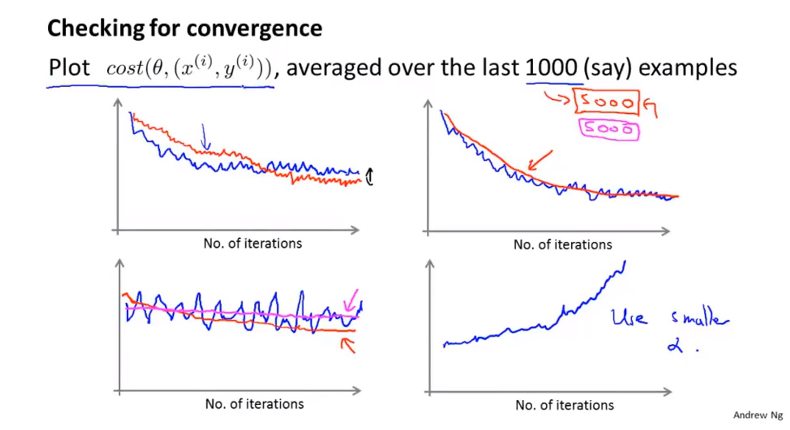 Checking for convergence
Plot cost(θ, (x⁽ⁱ⁾, y⁽ⁱ⁾)), averaged over the last 1000 (say) examples
5000
5000
No. of iterations
No. of iterations
Use smaller
α.
No. of iterations
No. of iterations
Andrew Ng